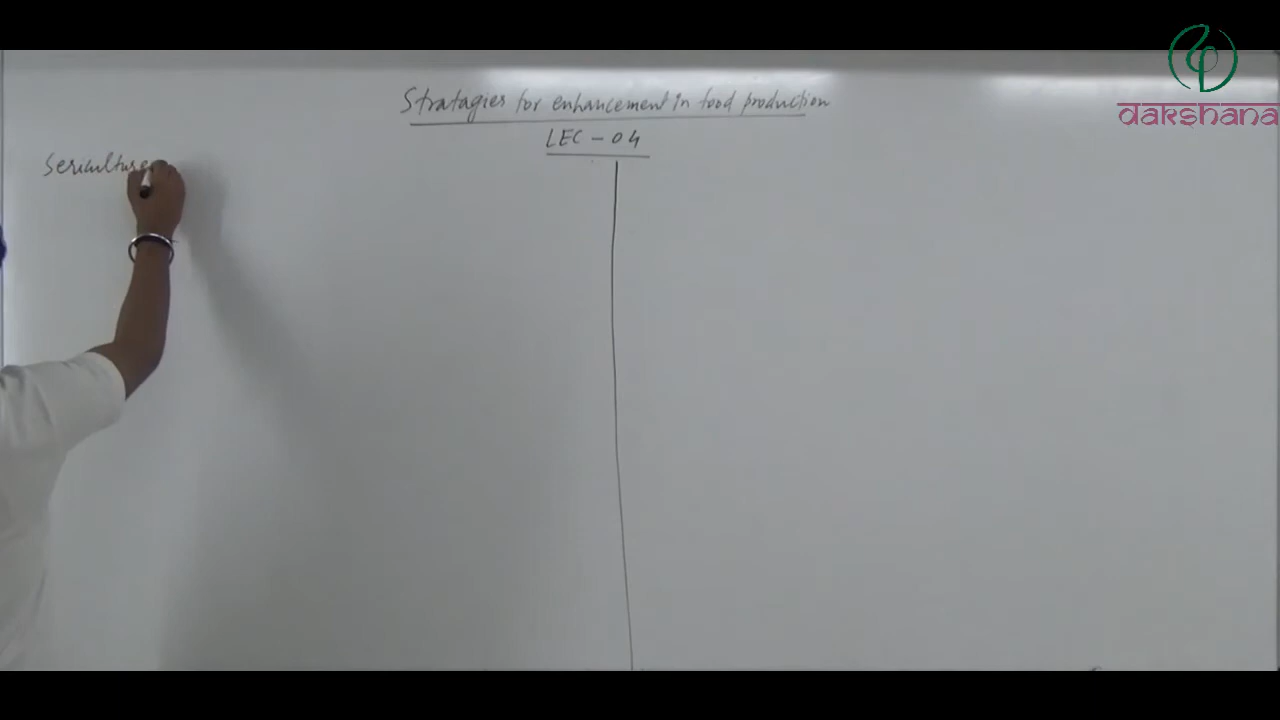 dakshana
Stratagies for enhancement in food production
LEC - 04
Sericulture